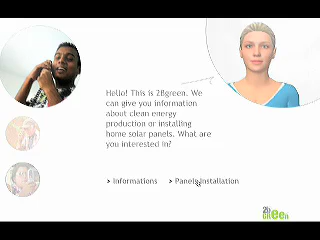 Hello! This is 2Bgreen. We
can give you information
about clean energy
production or installing
home solar panels. What are
you interested in?
> Informations > Panels Installation
2b
GREEN